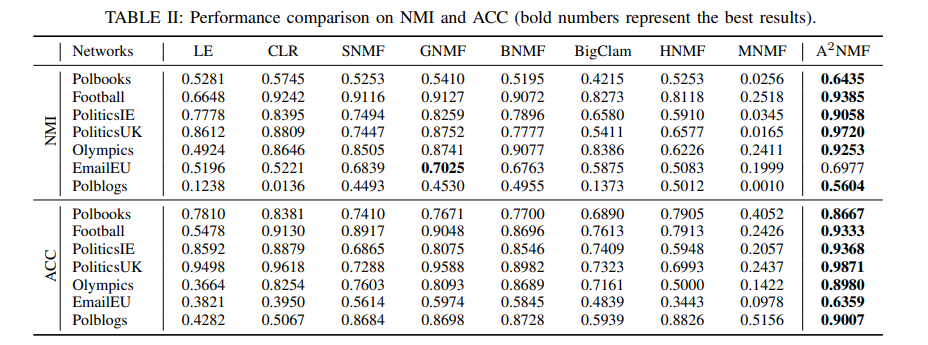 TABLE II: Performance comparison on NMI and ACC (bold numbers represent the best results).
Networks LE CLR SNMF GNMF BNMF BigClam HNMF MNMF A²NMF
NMI
Polbooks 0.5281 0.5745 0.5253 0.5410 0.5195 0.4215 0.5253 0.0256 0.6435
Football 0.6648 0.9242 0.9116 0.9127 0.9072 0.8273 0.8118 0.2518 0.9385
PoliticsIE 0.7778 0.8395 0.7494 0.8259 0.7896 0.6580 0.5910 0.0345 0.9058
PoliticsUK 0.8612 0.8809 0.7447 0.8752 0.7777 0.5411 0.6577 0.0165 0.9720
Olympics 0.4924 0.8646 0.8505 0.8741 0.9077 0.8386 0.6226 0.2411 0.9253
EmailEU 0.5196 0.5221 0.6839 0.7025 0.6763 0.5875 0.5083 0.1999 0.6977
Polblogs 0.1238 0.0136 0.4493 0.4530 0.4955 0.1373 0.5012 0.0010 0.5604
ACC
Polbooks 0.7810 0.8381 0.7410 0.7671 0.7700 0.6890 0.7905 0.4052 0.8667
Football 0.5478 0.9130 0.8917 0.9048 0.8696 0.7613 0.7913 0.2426 0.9333
PoliticsIE 0.8592 0.8879 0.6865 0.8075 0.8546 0.7409 0.5948 0.2057 0.9368
PoliticsUK 0.9498 0.9618 0.7288 0.9588 0.8982 0.7323 0.6993 0.2437 0.9871
Olympics 0.3664 0.8254 0.7603 0.8093 0.8689 0.7161 0.5000 0.1422 0.8980
EmailEU 0.3821 0.3950 0.5614 0.5974 0.5845 0.4839 0.3443 0.0978 0.6359
Polblogs 0.4282 0.5067 0.8684 0.8698 0.8728 0.5939 0.8826 0.5156 0.9007